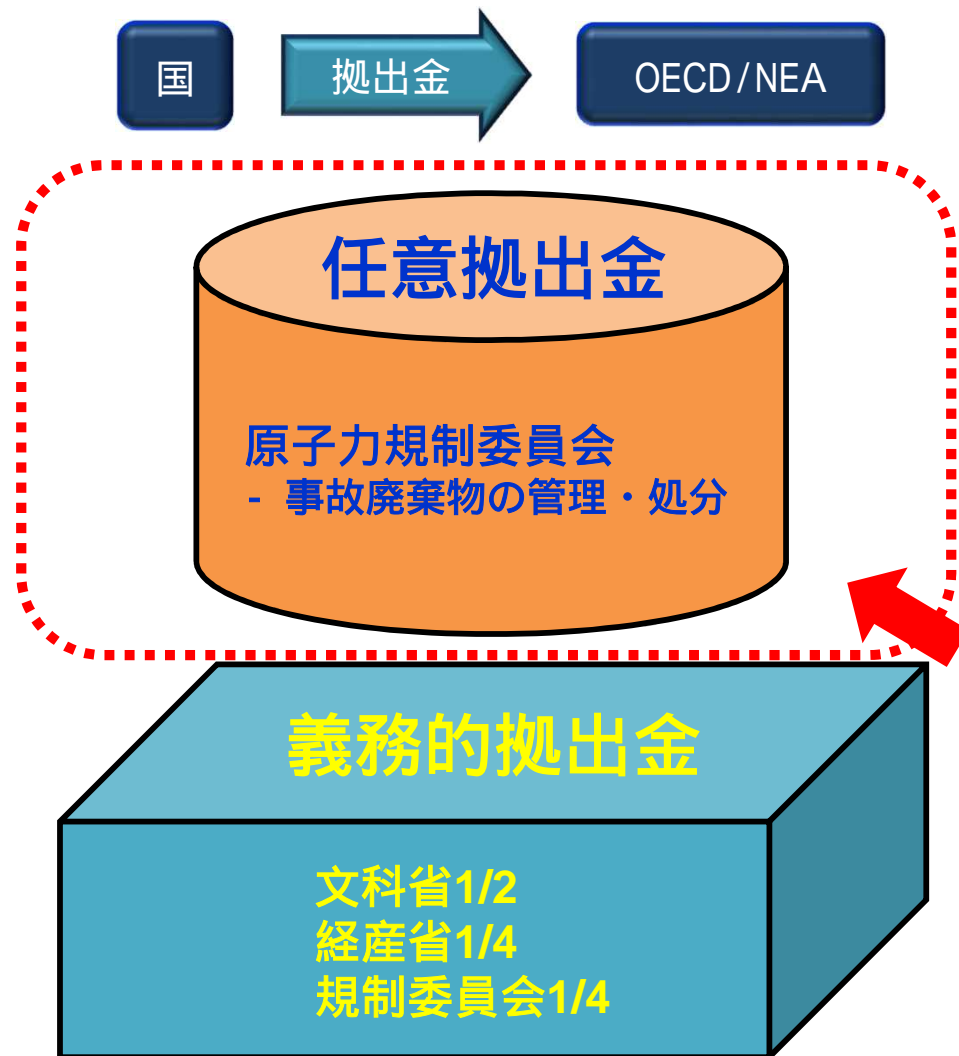 国
拠出金
OECD/NEA
任意拠出金
原子力規制委員会
- 事故廃棄物の管理・処分
義務的拠出金
文科省1/2
経産省1/4
規制委員会1/4